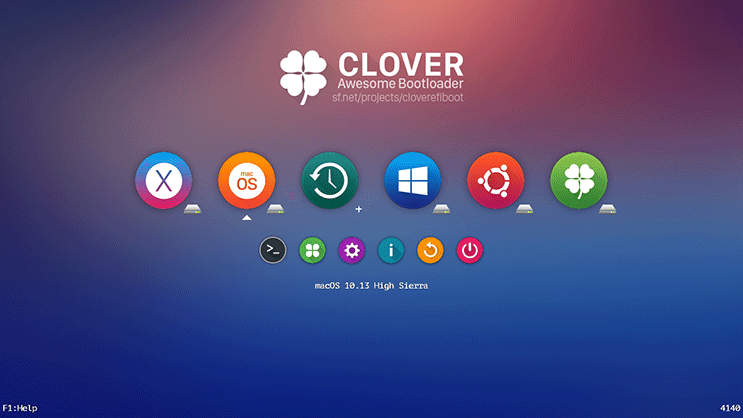 CLOVER
Awesome Bootloader
sf.net/projects/cloverefiboot
X
mac
OS
>_
i
macOS 10.13 High Sierra
F1:Help
4140